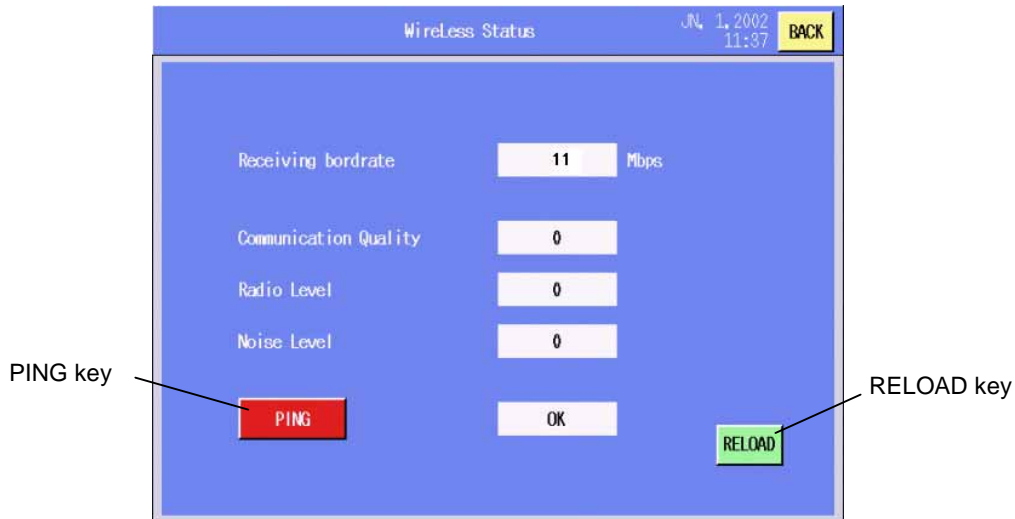 WireLess Status
JN. 1.2002
11:37
BACK
Receiving bordrate 11 Mbps
Communication Quality 0
Radio Level 0
Noise Level 0
PING key
RELOAD key
PING OK
RELOAD